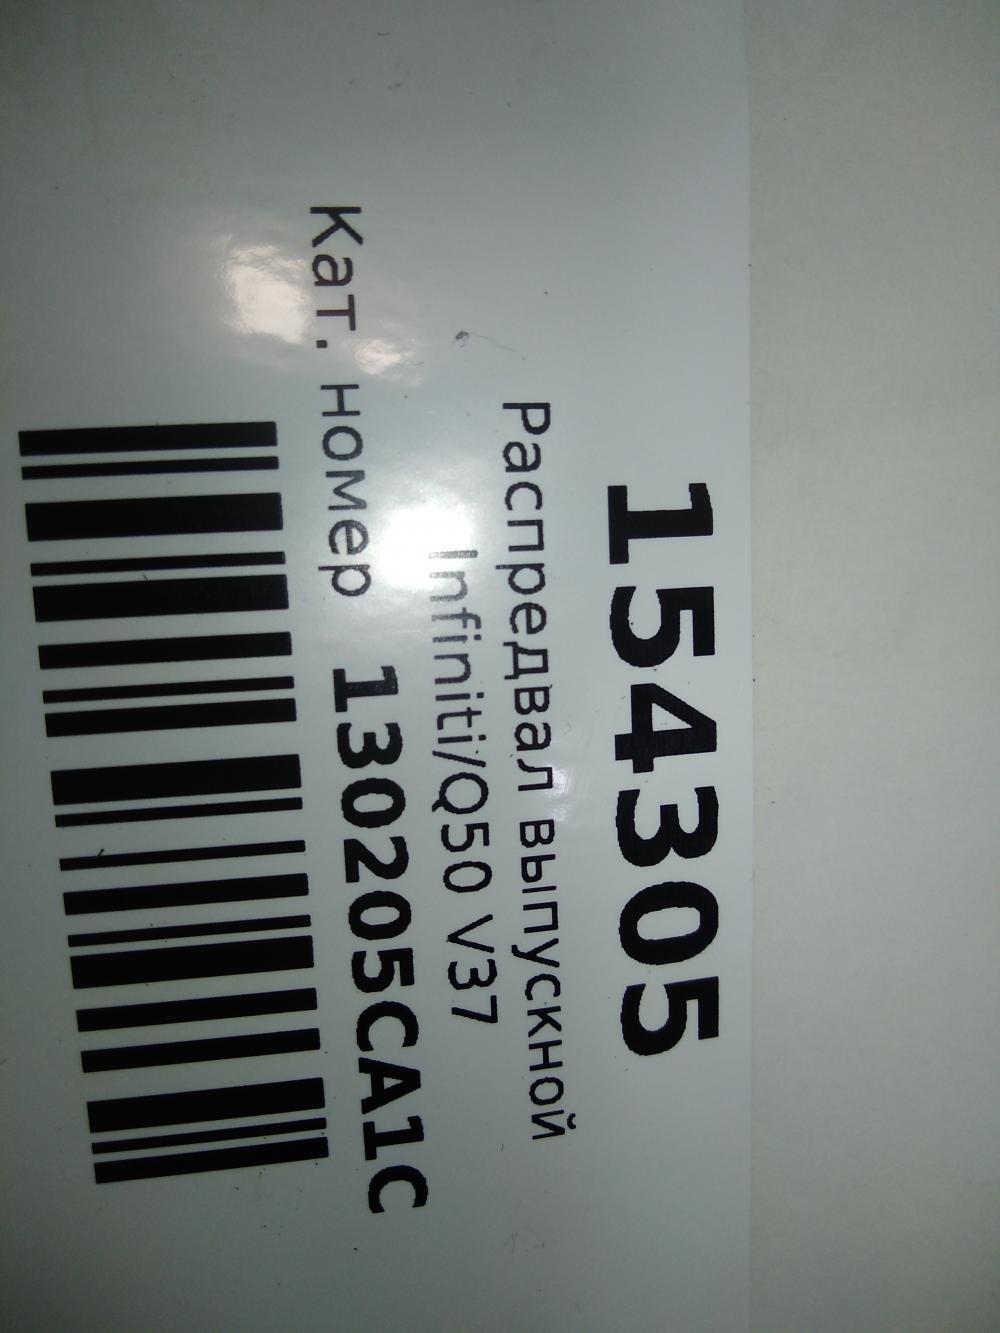 154305
Распредвал выпускной
Infiniti/Q50 V37
Кат. номер 130205CA1C